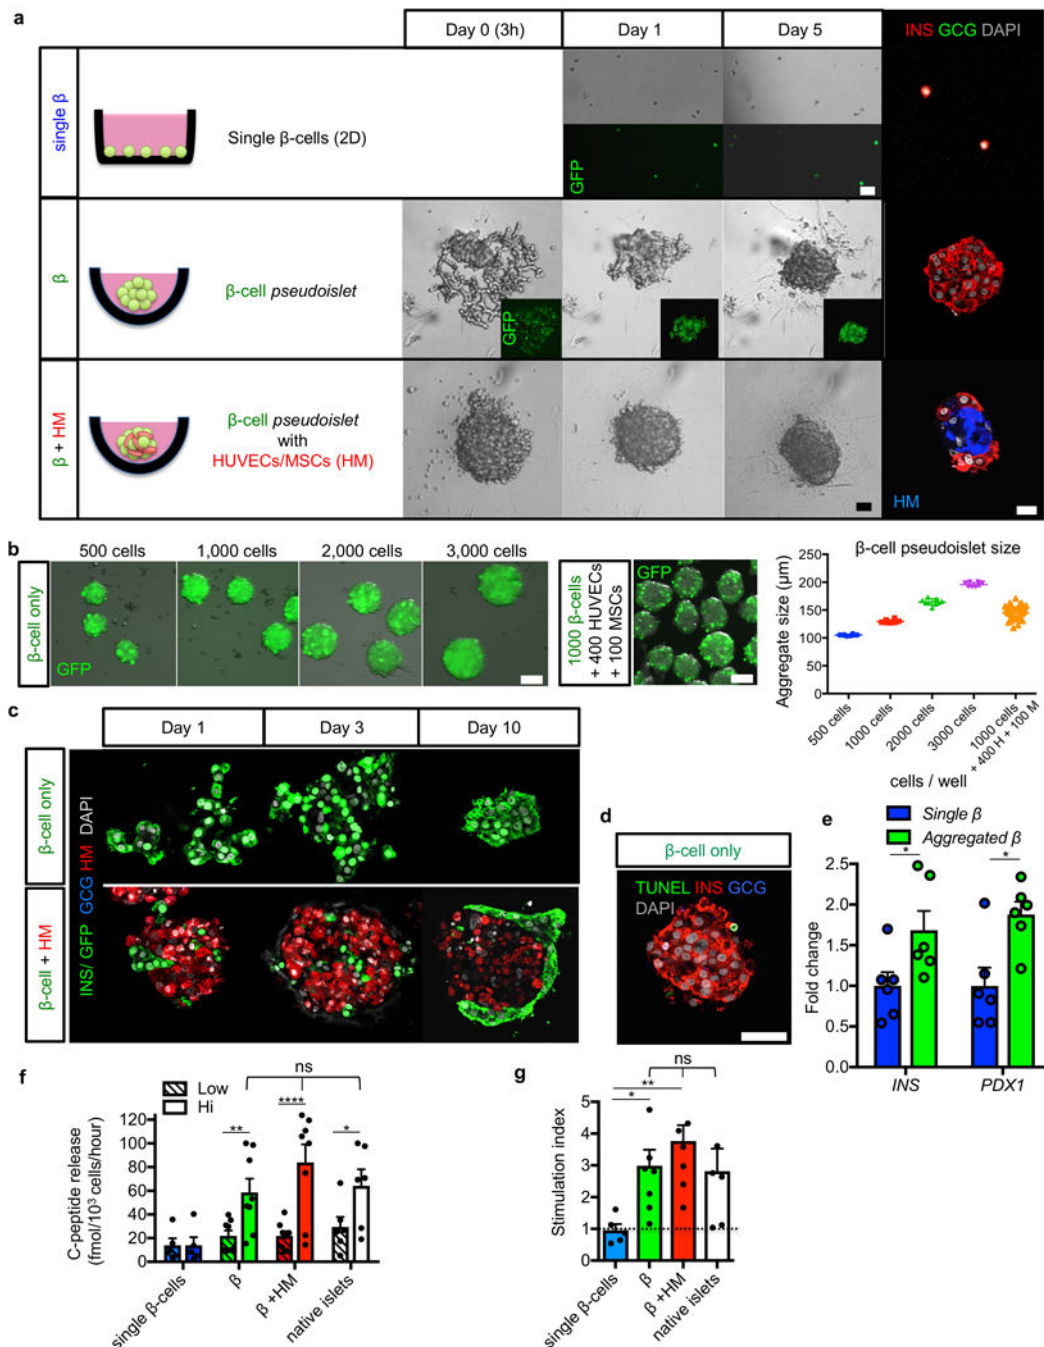 a
Day 0 (3h)
Day 1
Day 5
INS GCG DAPI
single β
Single β-cells (2D)
GFP
β
β-cell pseudoislet
GFP
β + HM
β-cell pseudoislet
with
HUVECs/MSCs (HM)
HM
b
β-cell only
500 cells
1,000 cells
2,000 cells
3,000 cells
GFP
1000 β-cells
+ 400 HUVECs
+ 100 MSCs
GFP
β-cell pseudoislet size
Aggregate size (µm)
200
150
100
50
0
500 cells
1000 cells
2000 cells
3000 cells
1000 cells
+ 400 H + 100 M
cells / well
c
Day 1
Day 3
Day 10
β-cell only
β-cell + HM
INS/ GFP GCG HM DAPI
d
β-cell only
TUNEL INS GCG
DAPI
e
Single β
Aggregated β
Fold change
2.5
2.0
1.5
1.0
0.5
0.0
*
*
INS
PDX1
f
Low
Hi
ns
**
****
*
C-peptide release
(fmol/10³ cells/hour)
120
100
80
60
40
20
0
single β-cells
β
β +HM
native islets
g
ns
**
*
Stimulation index
5
4
3
2
1
0
single β-cells
β
β +HM
native islets